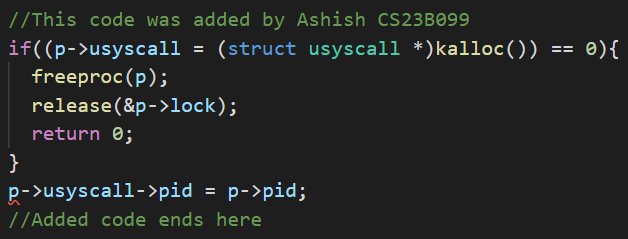 //This code was added by Ashish CS23B099
if((p->usyscall = (struct usyscall *)kalloc()) == 0){
  freeproc(p);
  release(&p->lock);
  return 0;
}
p->usyscall->pid = p->pid;
//Added code ends here